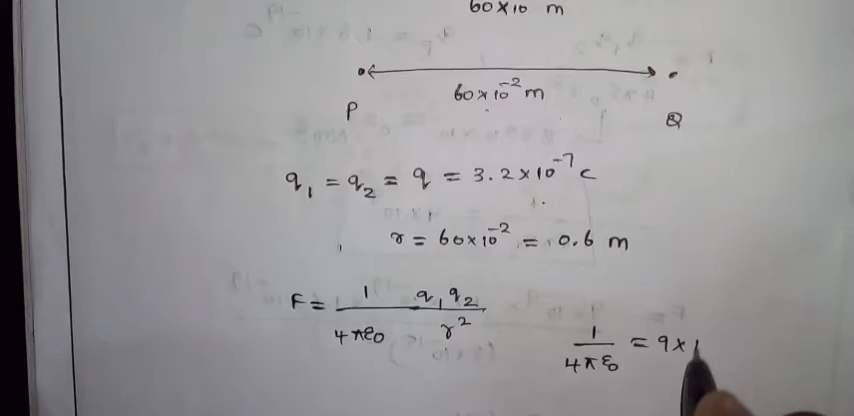 60×10 m
60×10⁻² m
P
Q
q₁ = q₂ = q = 3.2×10⁻⁷ C
r = 60×10⁻² = 0.6 m
F = 1/4πε₀ q₁q₂/r²
1/4πε₀ = 9×1